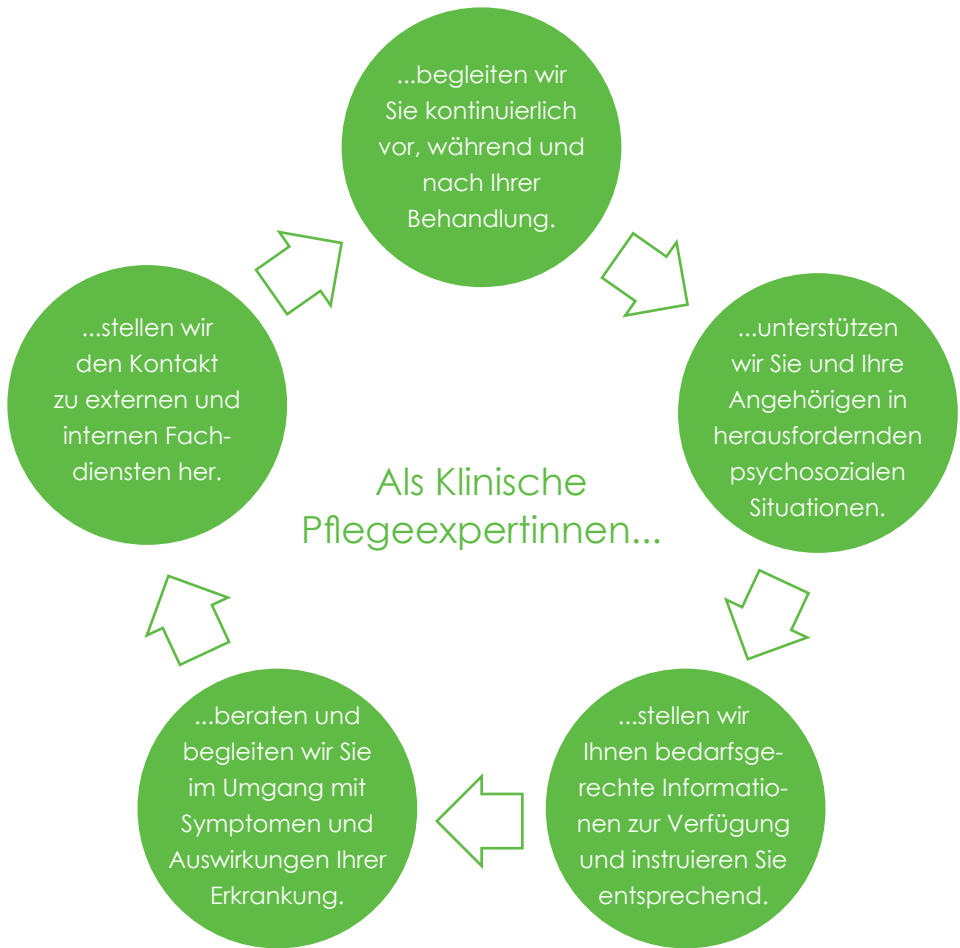 Als Klinische
Pflegeexpertinnen...
...begleiten wir
Sie kontinuierlich
vor, während und
nach Ihrer
Behandlung.
...unterstützen
wir Sie und Ihre
Angehörigen in
herausfordernden
psychosozialen
Situationen.
...stellen wir
Ihnen bedarfsge-
rechte Informatio-
nen zur Verfügung
und instruieren Sie
entsprechend.
...beraten und
begleiten wir Sie
im Umgang mit
Symptomen und
Auswirkungen Ihrer
Erkrankung.
...stellen wir
den Kontakt
zu externen und
internen Fach-
diensten her.